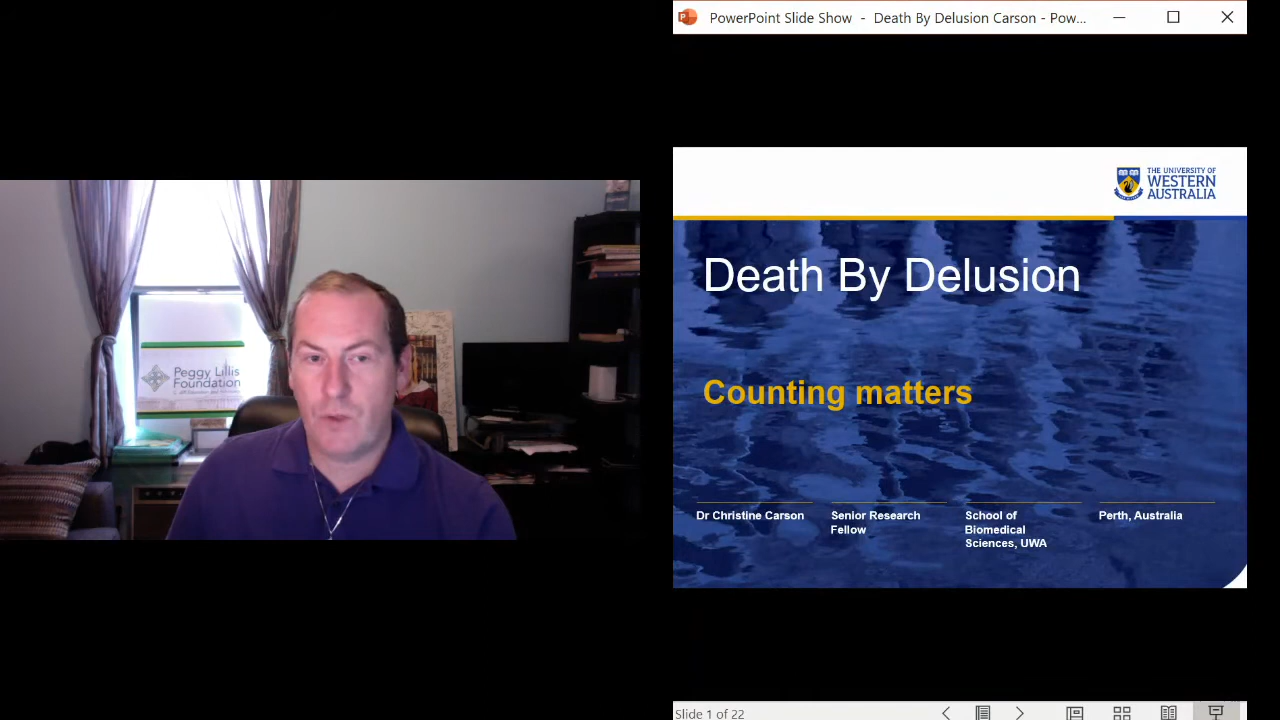 PowerPoint Slide Show - Death By Delusion Carson - Pow...
THE UNIVERSITY OF
WESTERN
AUSTRALIA
Death By Delusion
Counting matters
Dr Christine Carson
Senior Research
Fellow
School of
Biomedical
Sciences, UWA
Perth, Australia
Slide 1 of 22
Peggy Lillis
Foundation